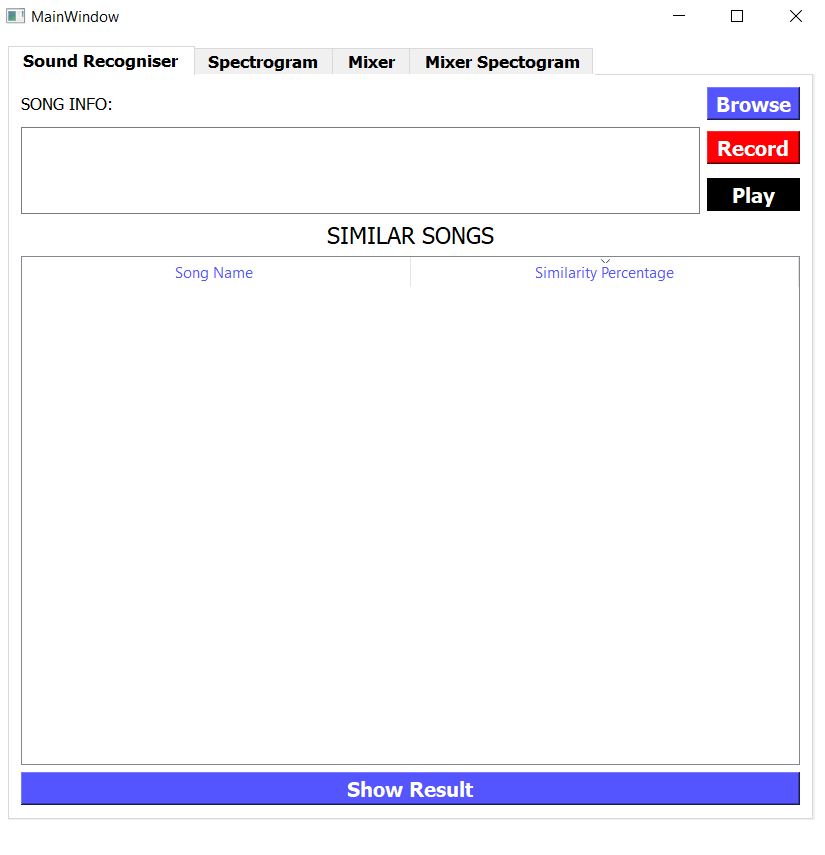 MainWindow
Sound Recogniser Spectrogram Mixer Mixer Spectogram
SONG INFO:
Browse
Record
Play
SIMILAR SONGS
Song Name Similarity Percentage
Show Result